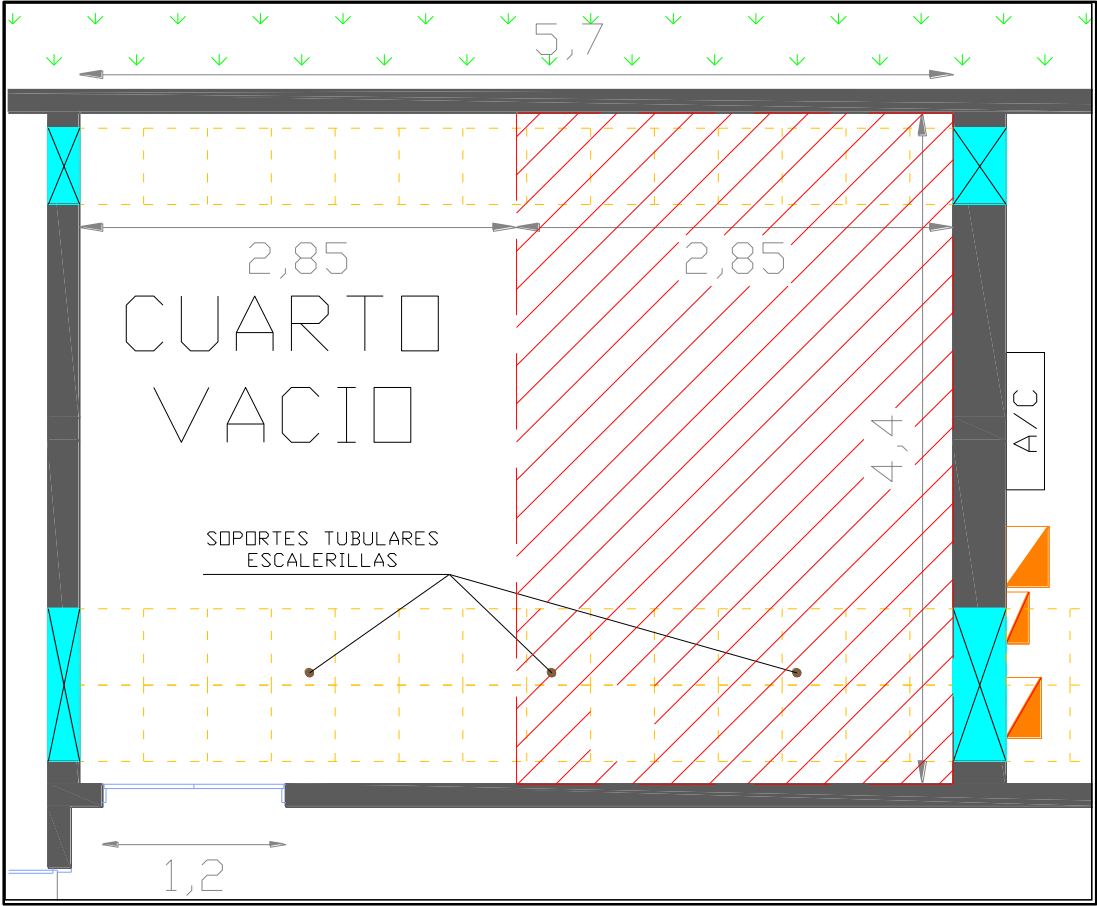 5,7
2,85
2,85
CUARTO
VACIO
A/C
4,4
SOPORTES TUBULARES
ESCALERILLAS
1,2